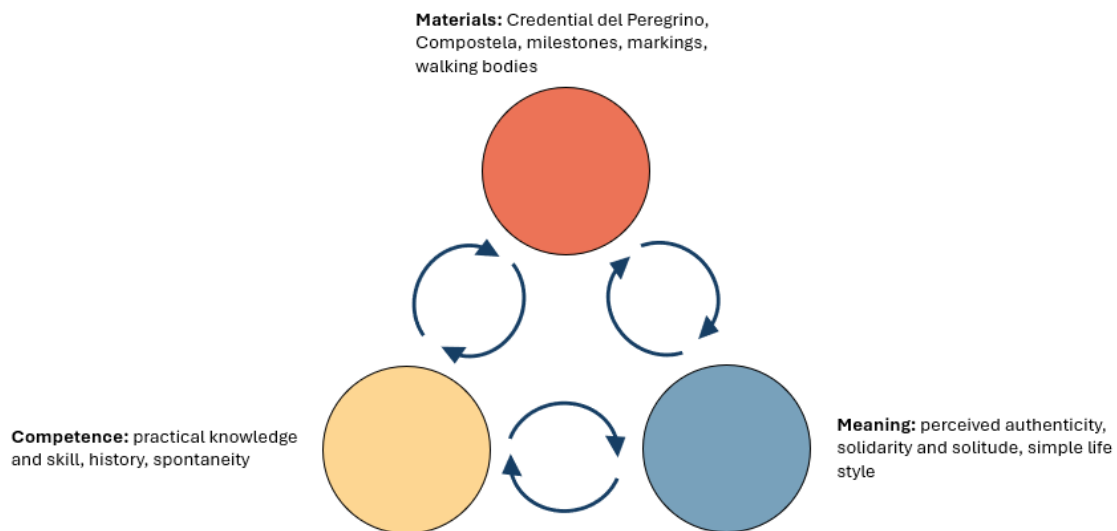 Materials: Credential del Peregrino,
Compostela, milestones, markings,
walking bodies
Competence: practical knowledge
and skill, history, spontaneity
Meaning: perceived authenticity,
solidarity and solitude, simple life
style